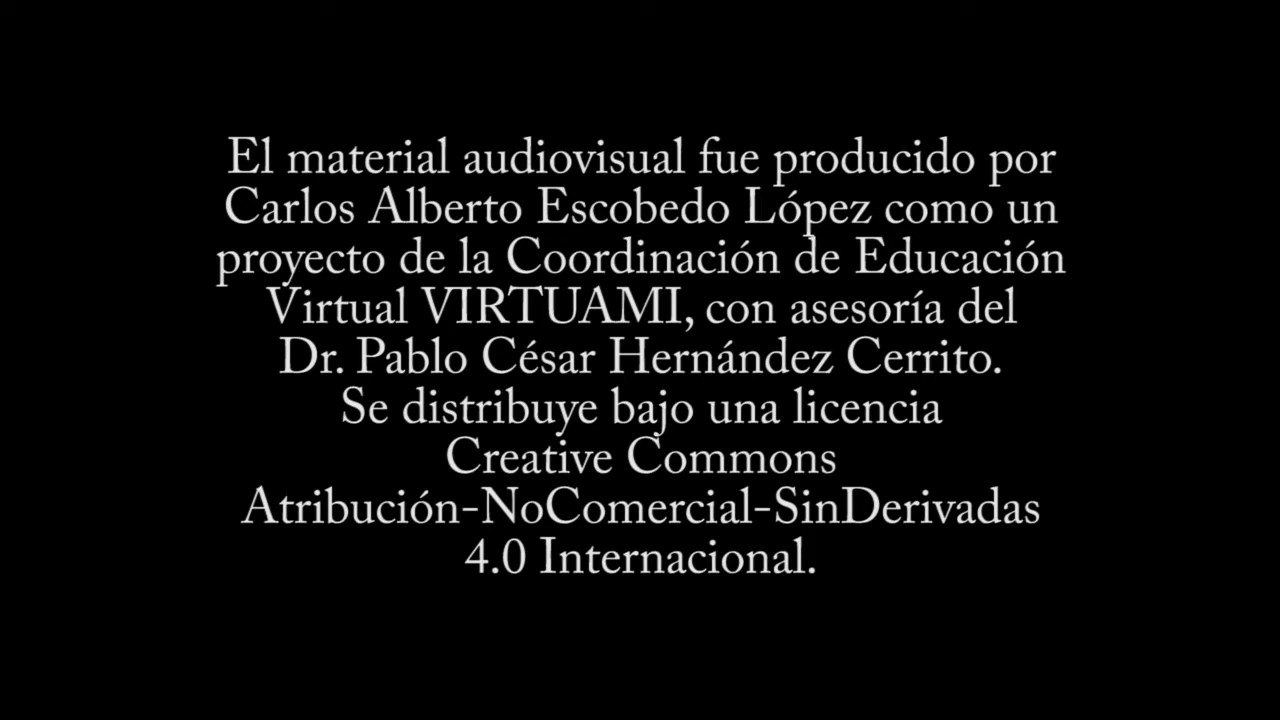 El material audiovisual fue producido por
Carlos Alberto Escobedo López como un
proyecto de la Coordinación de Educación
Virtual VIRTUAMI, con asesoría del
Dr. Pablo César Hernández Cerrito.
Se distribuye bajo una licencia
Creative Commons
Atribución-NoComercial-SinDerivadas
4.0 Internacional.